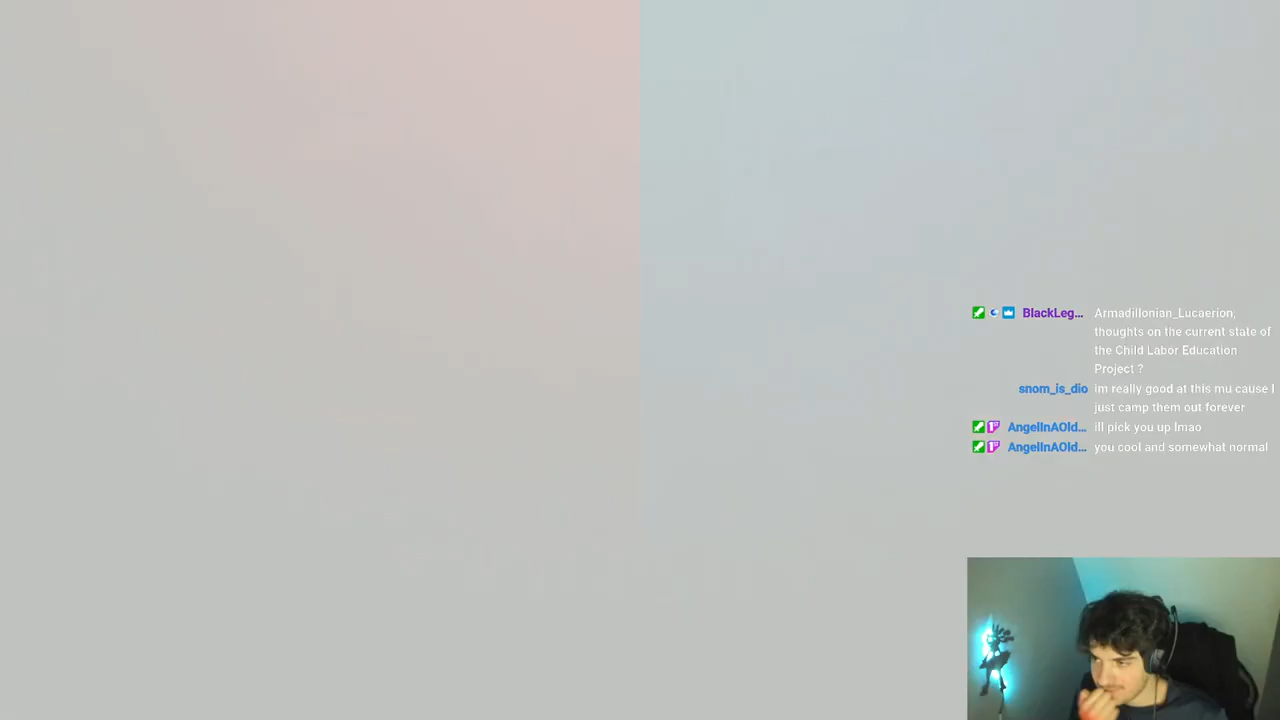 BlackLeg... Armadillonian_Lucaerion,
thoughts on the current state of
the Child Labor Education
Project ?
snom_is_dio im really good at this mu cause I
just camp them out forever
AngelInAOld... ill pick you up lmao
AngelInAOld... you cool and somewhat normal